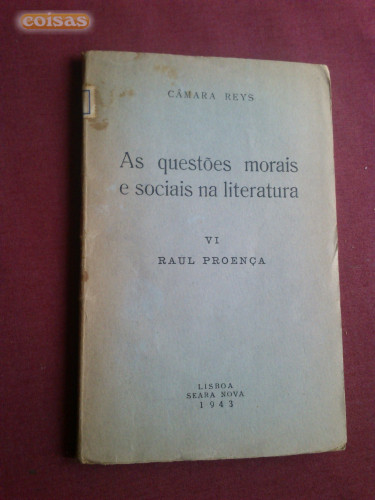 coisas
CÂMARA REYS
As questões morais
e sociais na literatura
VI
RAUL PROENÇA
LISBOA
SEARA NOVA
1943